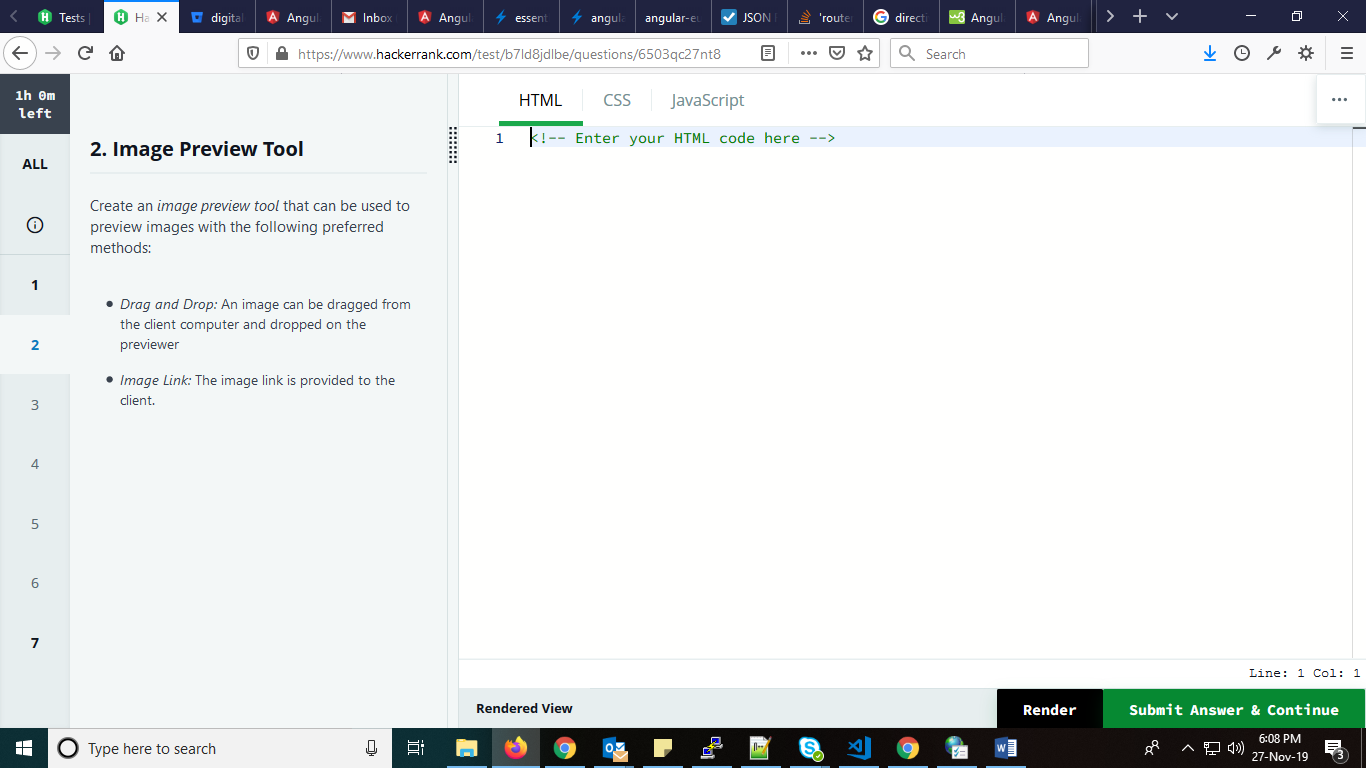 Tests
Ha
digital
Angul
Inbox
Angul
essent
angula
angular-eu
JSON
'router
directi
Angul
Angul
https://www.hackerrank.com/test/b7ld8jdlbe/questions/6503qc27nt8
Search
1h 0m
left
ALL
1
2
3
4
5
6
7
2. Image Preview Tool
Create an image preview tool that can be used to
preview images with the following preferred
methods:
Drag and Drop: An image can be dragged from
the client computer and dropped on the
previewer
Image Link: The image link is provided to the
client.
HTML
CSS
JavaScript
1
<!-- Enter your HTML code here -->
Line: 1 Col: 1
Rendered View
Render
Submit Answer & Continue
Type here to search
6:08 PM
27-Nov-19
3